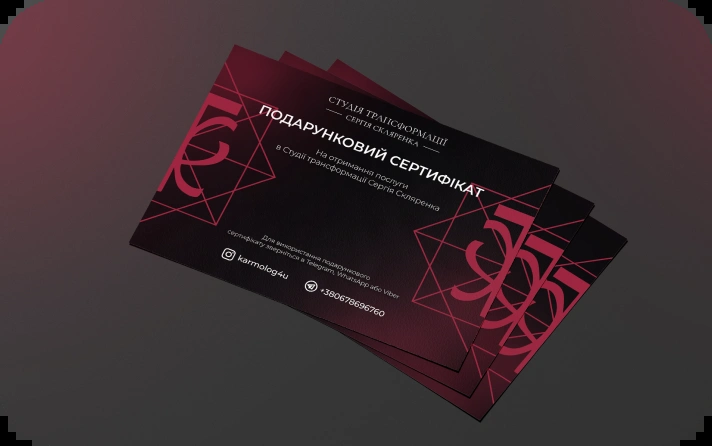 СТУДІЯ ТРАНСФОРМАЦІЇ
СЕРГІЯ СКЛЯРЕНКА
ПОДАРУНКОВИЙ СЕРТИФІКАТ
На отримання послуги
в Студії трансформації Сергія Скляренка
Для використання подарункового
сертифікату зверніться в Telegram, WhatsApp або Viber
karmolog4u
+380678696760